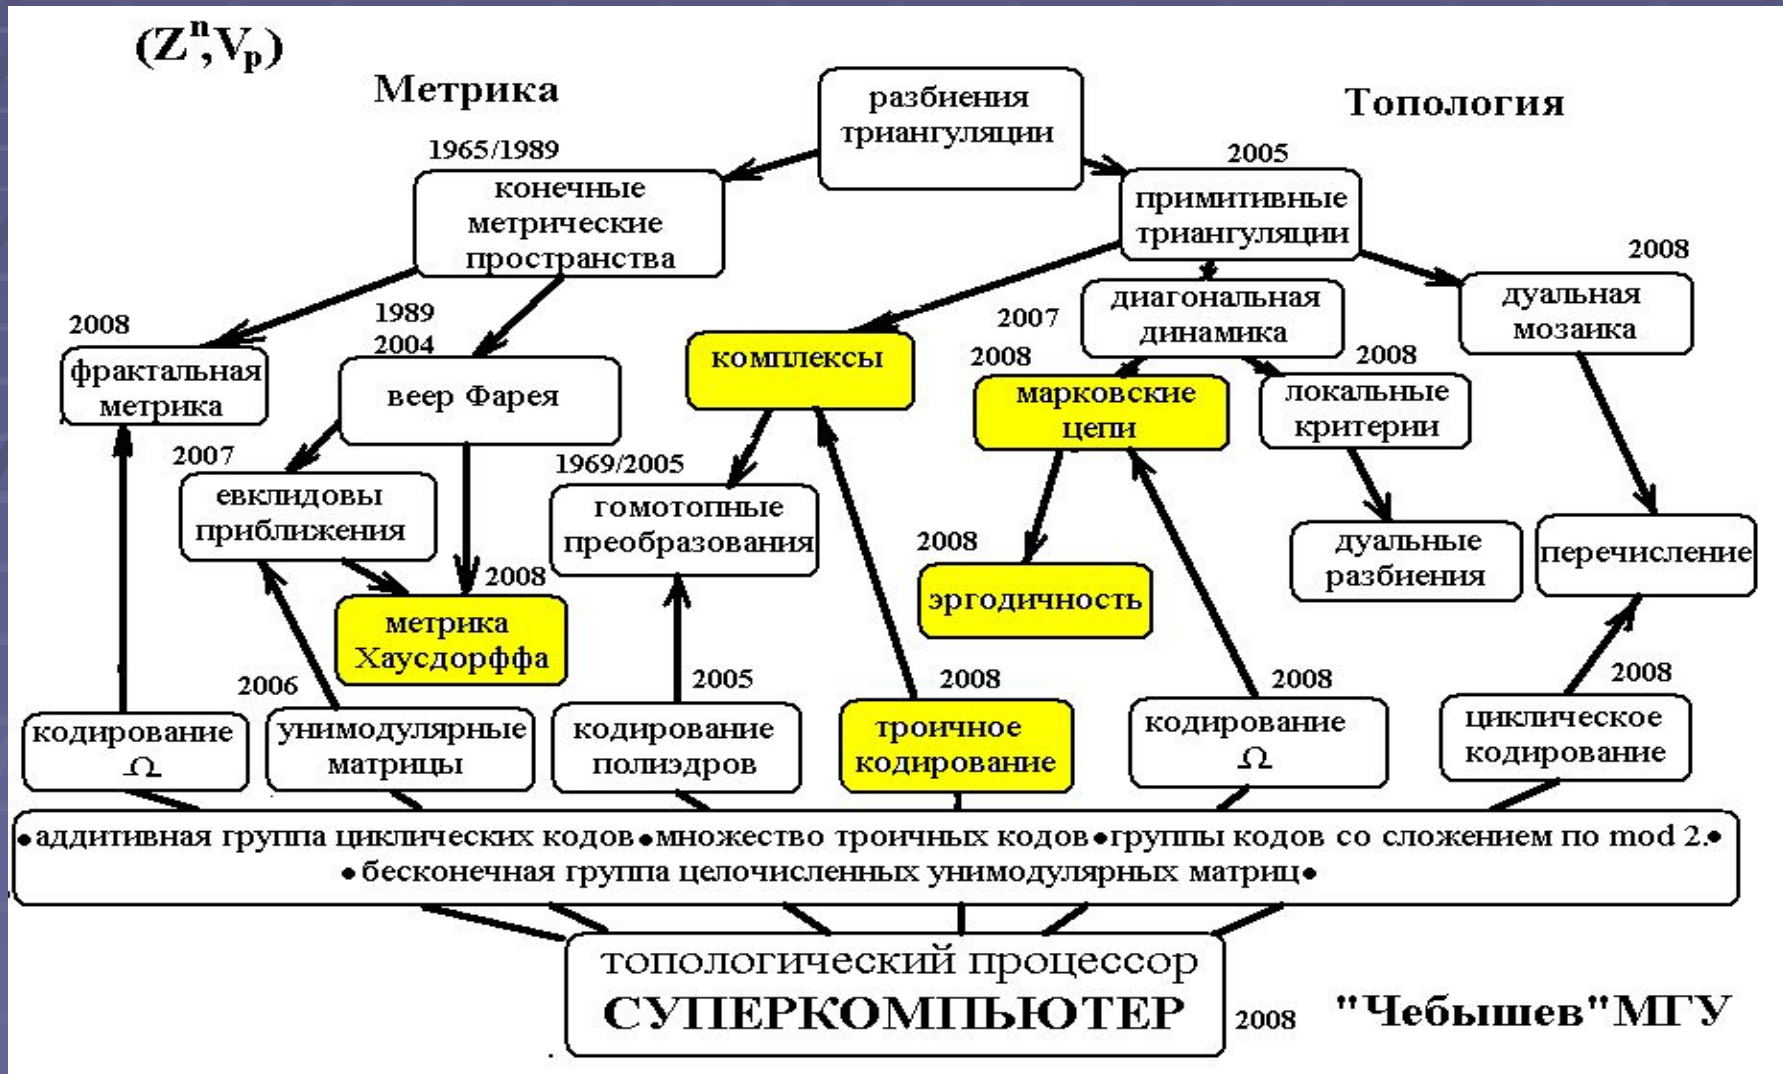 (Zⁿ,Vₚ)
Метрика
разбиения
триангуляции
Топология
1965/1989
конечные
метрические
пространства
2005
примитивные
триангуляции
2008
дуальная
мозаика
2007
диагональная
динамика
2008
фрактальная
метрика
1989
2004
веер Фарея
комплексы
2008
марковские
цепи
2008
локальные
критерии
2007
евклидовы
приближения
1969/2005
гомотопные
преобразования
2008
эргодичность
дуальные
разбиения
перечисление
2008
метрика
Хаусдорффа
кодирование
Ω
2006
унимодулярные
матрицы
2005
кодирование
полиэдров
2008
троичное
кодирование
2008
кодирование
Ω
2008
циклическое
кодирование
•аддитивная группа циклических кодов•множество троичных кодов•группы кодов со сложением по mod 2.•
•бесконечная группа целочисленных унимодулярных матриц•
топологический процессор
СУПЕРКОМПЬЮТЕР
2008
"Чебышев"МГУ